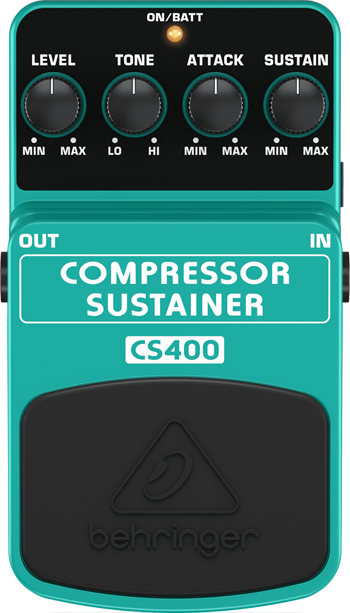 ON/BATT
LEVEL TONE ATTACK SUSTAIN
MIN MAX LO HI MIN MAX MIN MAX
OUT IN
COMPRESSOR
SUSTAINER
CS400
behringer